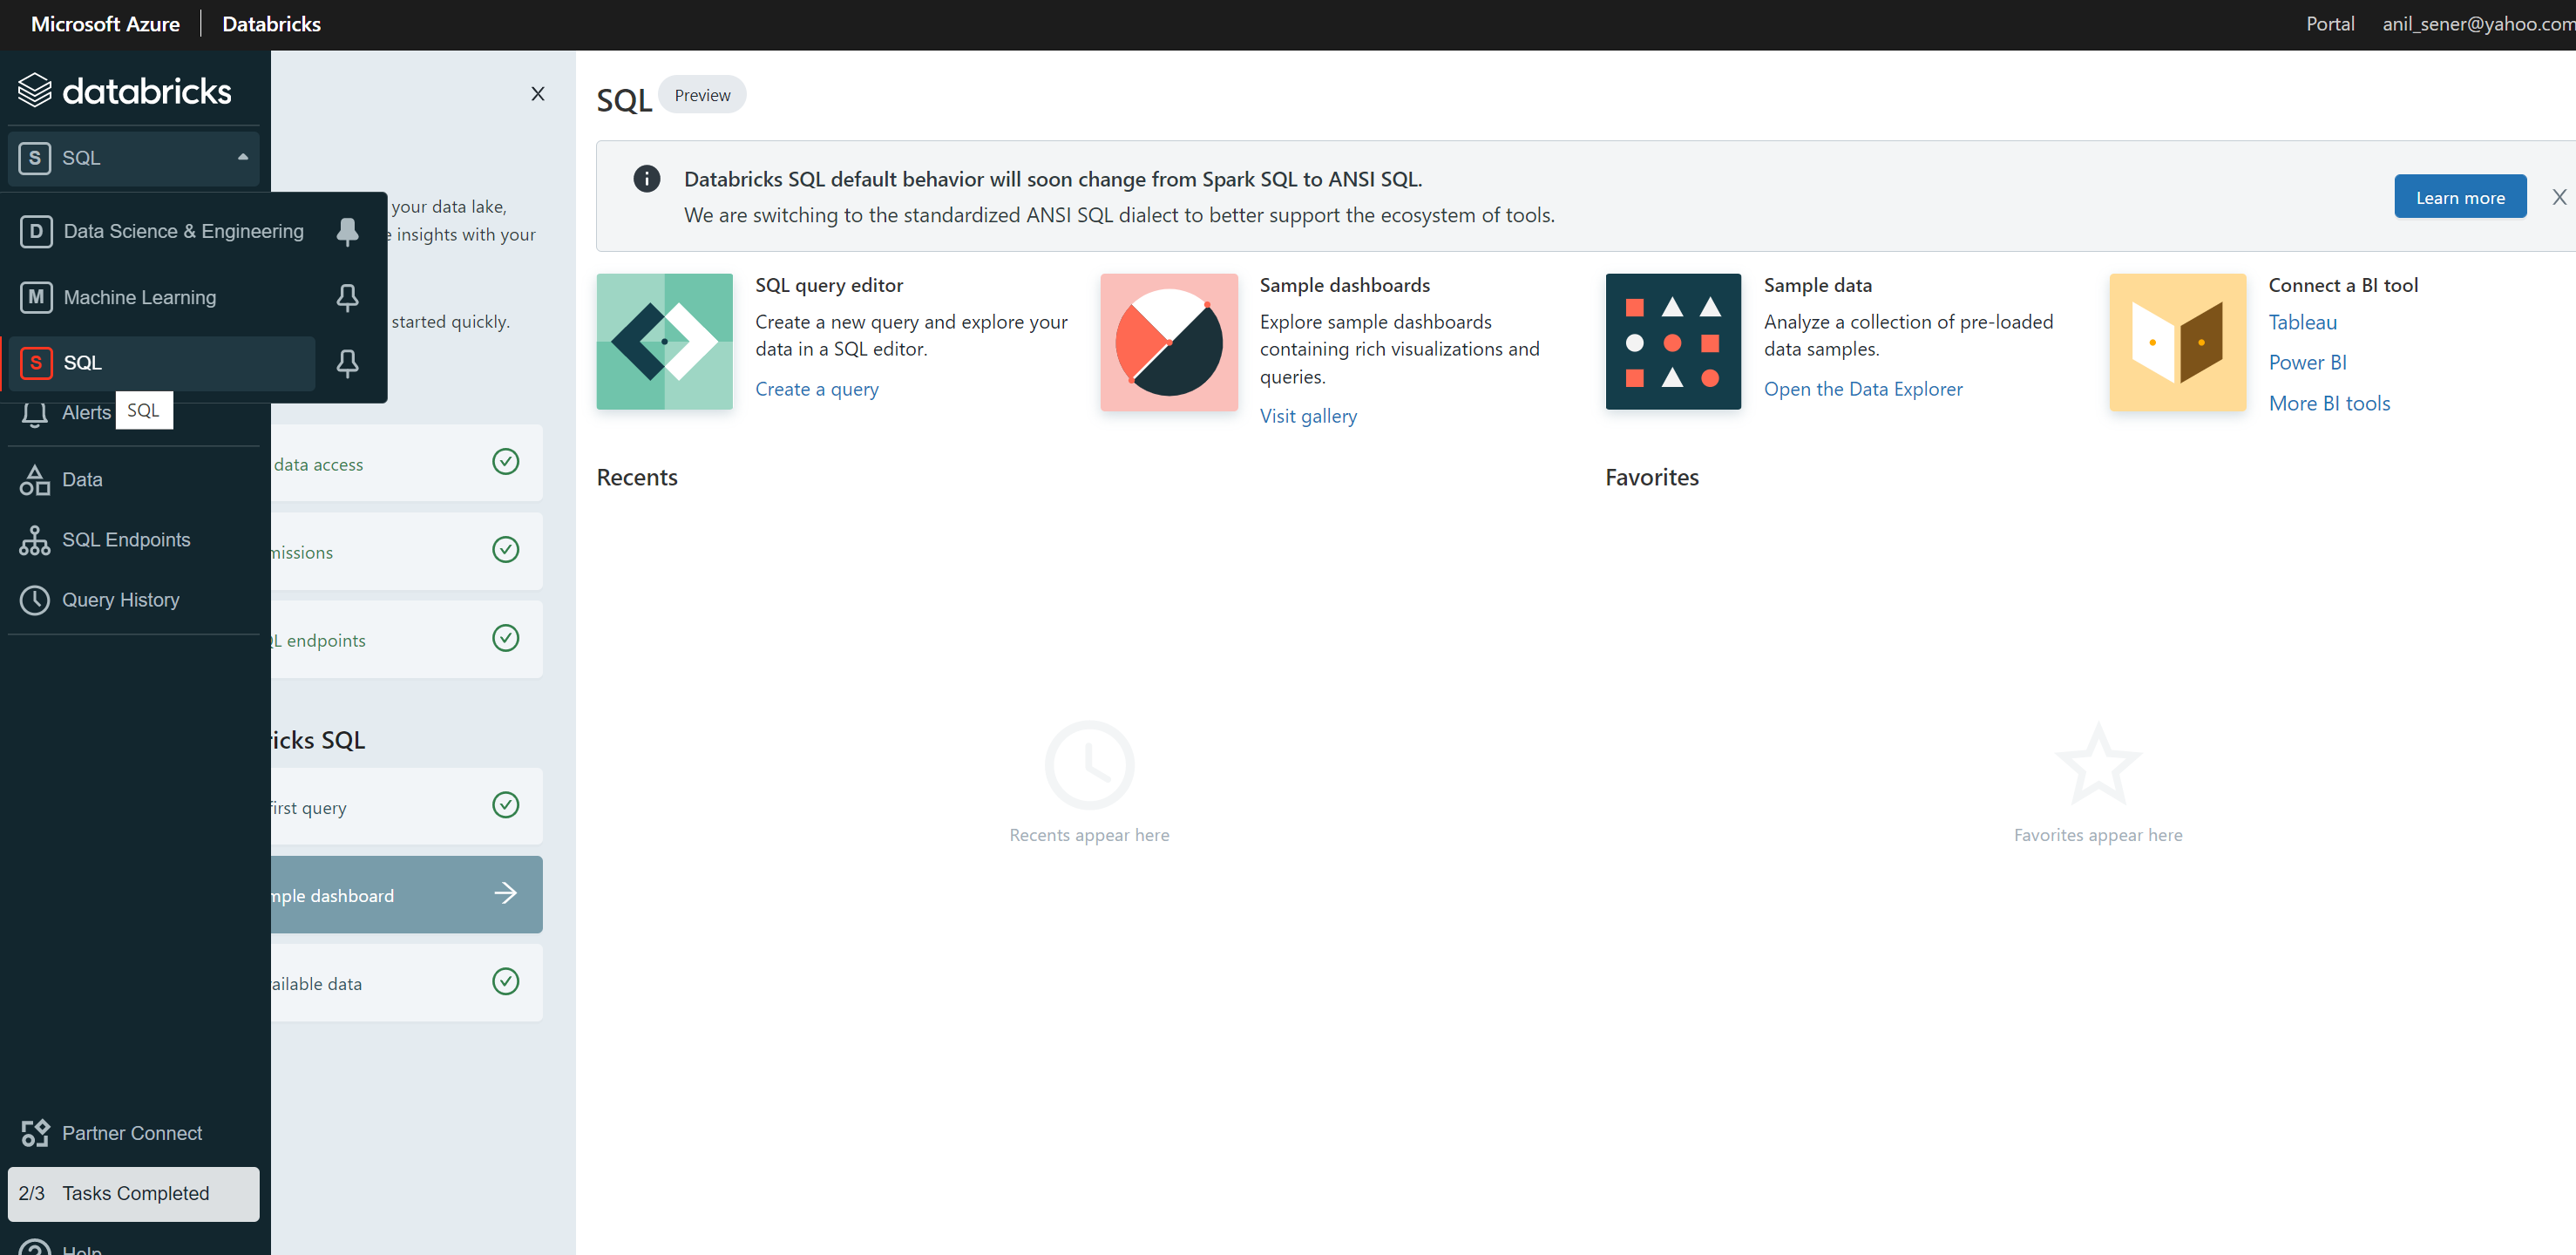 Microsoft Azure
Databricks
Portal
anil_sener@yahoo.com
databricks
S SQL
D Data Science & Engineering
M Machine Learning
S SQL
SQL
Alerts
Data
SQL Endpoints
Query History
Partner Connect
2/3 Tasks Completed
Help
X
your data lake,
insights with your
started quickly.
data access
missions
endpoints
icks SQL
first query
mple dashboard
ailable data
SQL
Preview
Databricks SQL default behavior will soon change from Spark SQL to ANSI SQL.
We are switching to the standardized ANSI SQL dialect to better support the ecosystem of tools.
Learn more
X
SQL query editor
Create a new query and explore your
data in a SQL editor.
Create a query
Sample dashboards
Explore sample dashboards
containing rich visualizations and
queries.
Visit gallery
Sample data
Analyze a collection of pre-loaded
data samples.
Open the Data Explorer
Connect a BI tool
Tableau
Power BI
More BI tools
Recents
Favorites
Recents appear here
Favorites appear here